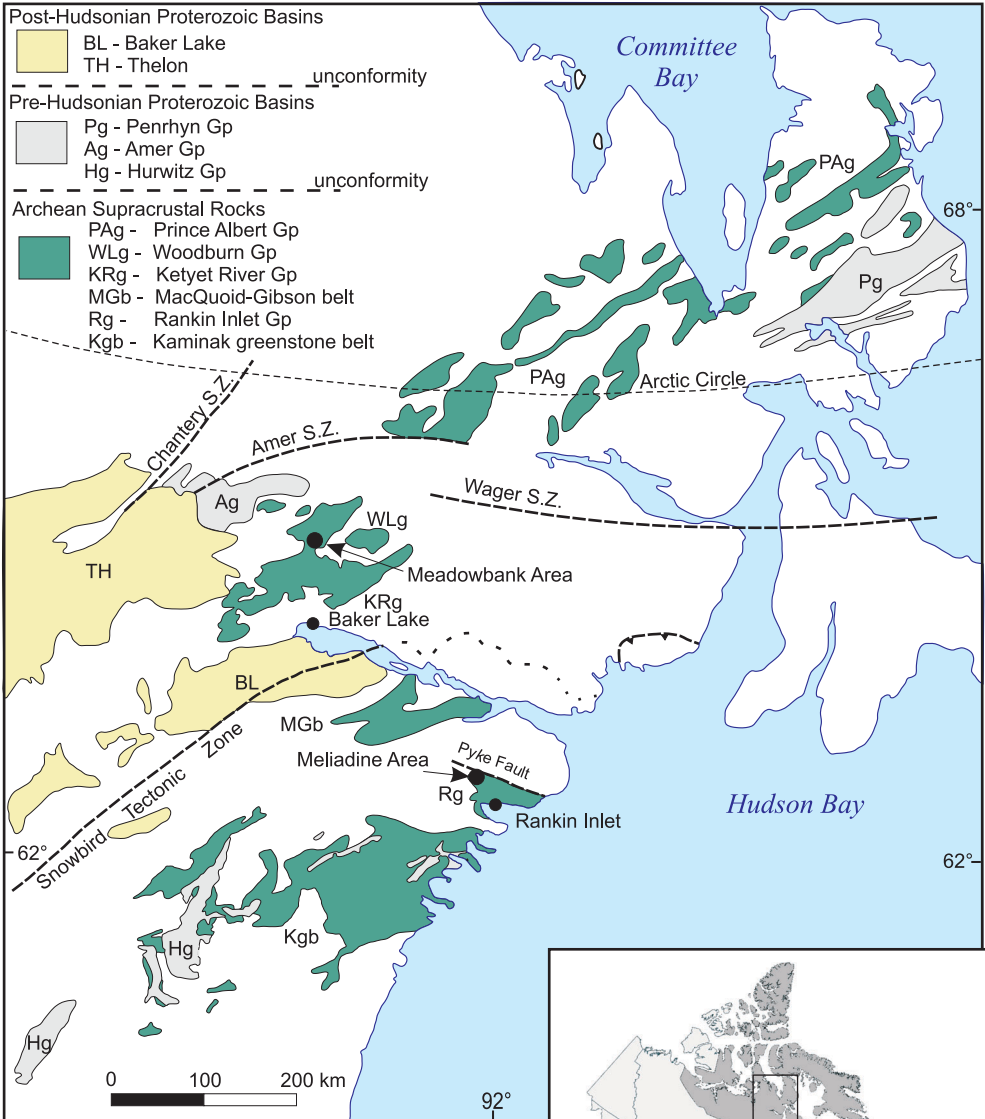 Post-Hudsonian Proterozoic Basins
BL - Baker Lake
TH - Thelon
unconformity
Pre-Hudsonian Proterozoic Basins
Pg - Penrhyn Gp
Ag - Amer Gp
Hg - Hurwitz Gp
unconformity
Archean Supracrustal Rocks
PAg - Prince Albert Gp
WLg - Woodburn Gp
KRg - Ketyet River Gp
MGb - MacQuoid-Gibson belt
Rg - Rankin Inlet Gp
Kgb - Kaminak greenstone belt
Committee
Bay
PAg
68°
Pg
PAg
Arctic Circle
Chantery S.Z.
Amer S.Z.
Wager S.Z.
Ag
WLg
TH
Meadowbank Area
KRg
Baker Lake
BL
MGb
Meliadine Area
Pyke Fault
Rg
Rankin Inlet
Hudson Bay
Snowbird Tectonic Zone
62°
62°
Kgb
Hg
Hg
0 100 200 km
92°